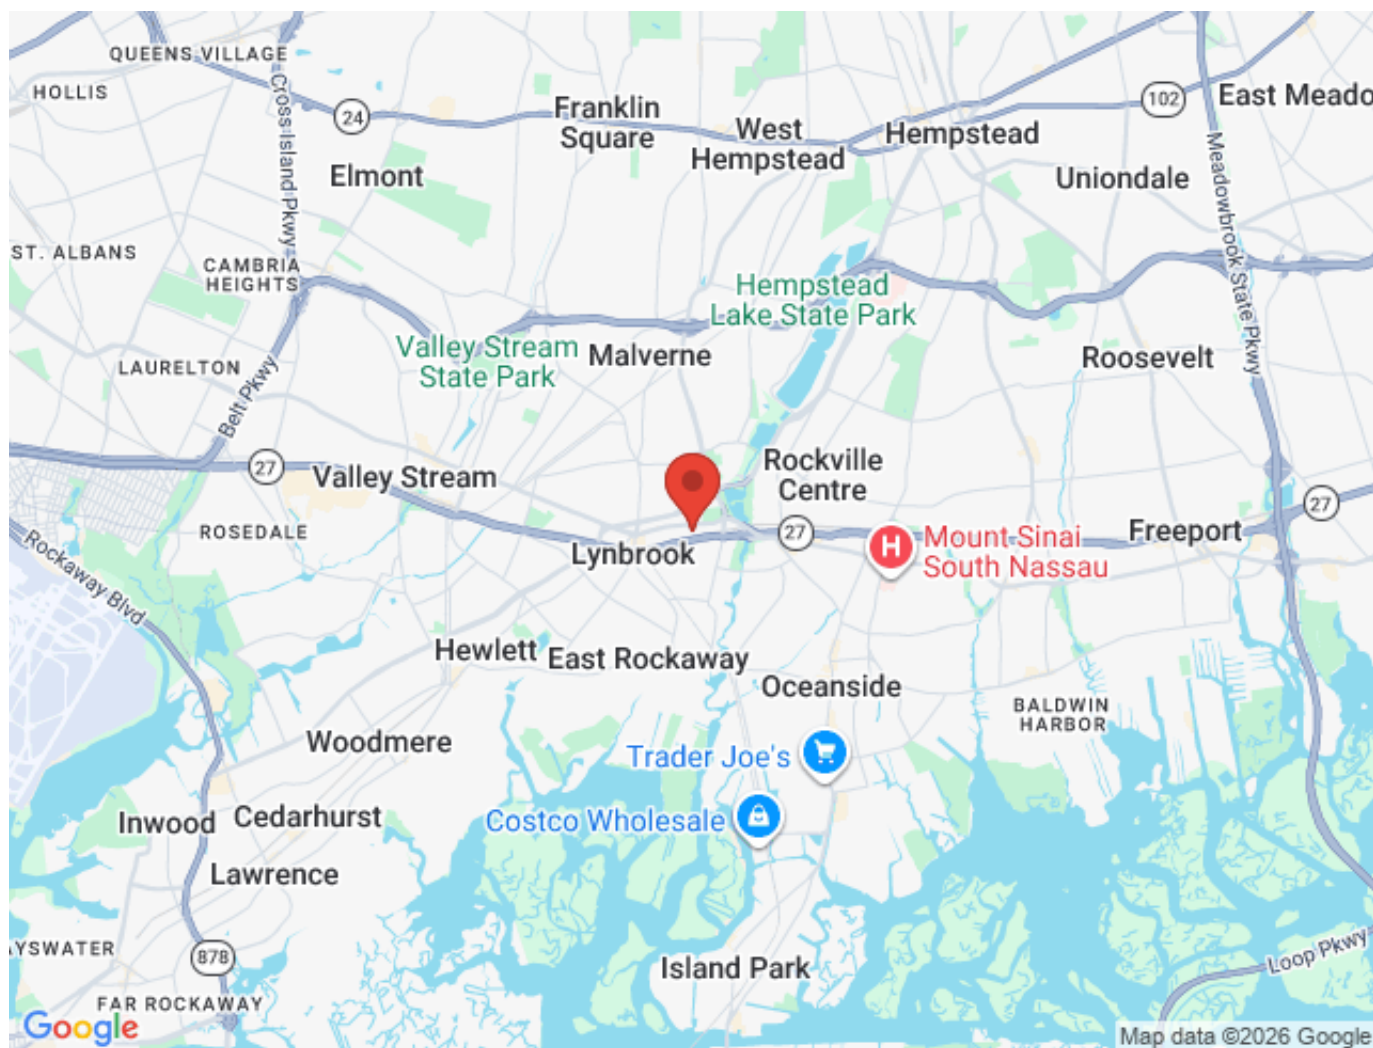 QUEENS VILLAGE
HOLLIS
Cross Island Pkwy
24
Franklin
Square
West
Hempstead
Hempstead
102
East Meado
Elmont
Uniondale
Meadowbrook State Pkwy
ST. ALBANS
CAMBRIA
HEIGHTS
Hempstead
Lake State Park
Valley Stream
State Park
Malverne
Roosevelt
LAURELTON
Belt Pkwy
27
Valley Stream
Rockville
Centre
27
ROSEDALE
Lynbrook
27
Mount Sinai
South Nassau
Freeport
Rockaway Blvd
Hewlett
East Rockaway
Oceanside
BALDWIN
HARBOR
Woodmere
Trader Joe's
Inwood
Cedarhurst
Costco Wholesale
Lawrence
AYSWATER
878
Island Park
Loop Pkwy
FAR ROCKAWAY
Google
Map data ©2026 Google
H